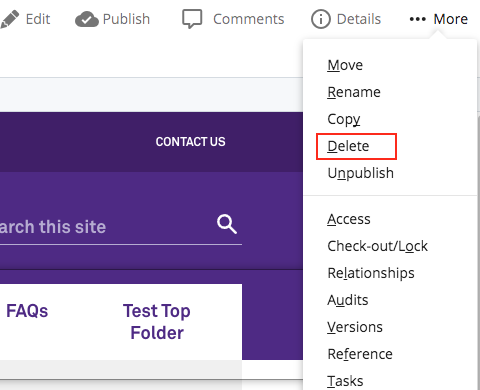 Edit Publish Comments Details More
Move
Rename
Copy
Delete
Unpublish
Access
Check-out/Lock
Relationships
Audits
Versions
Reference
Tasks
CONTACT US
arch this site
FAQs
Test Top
Folder